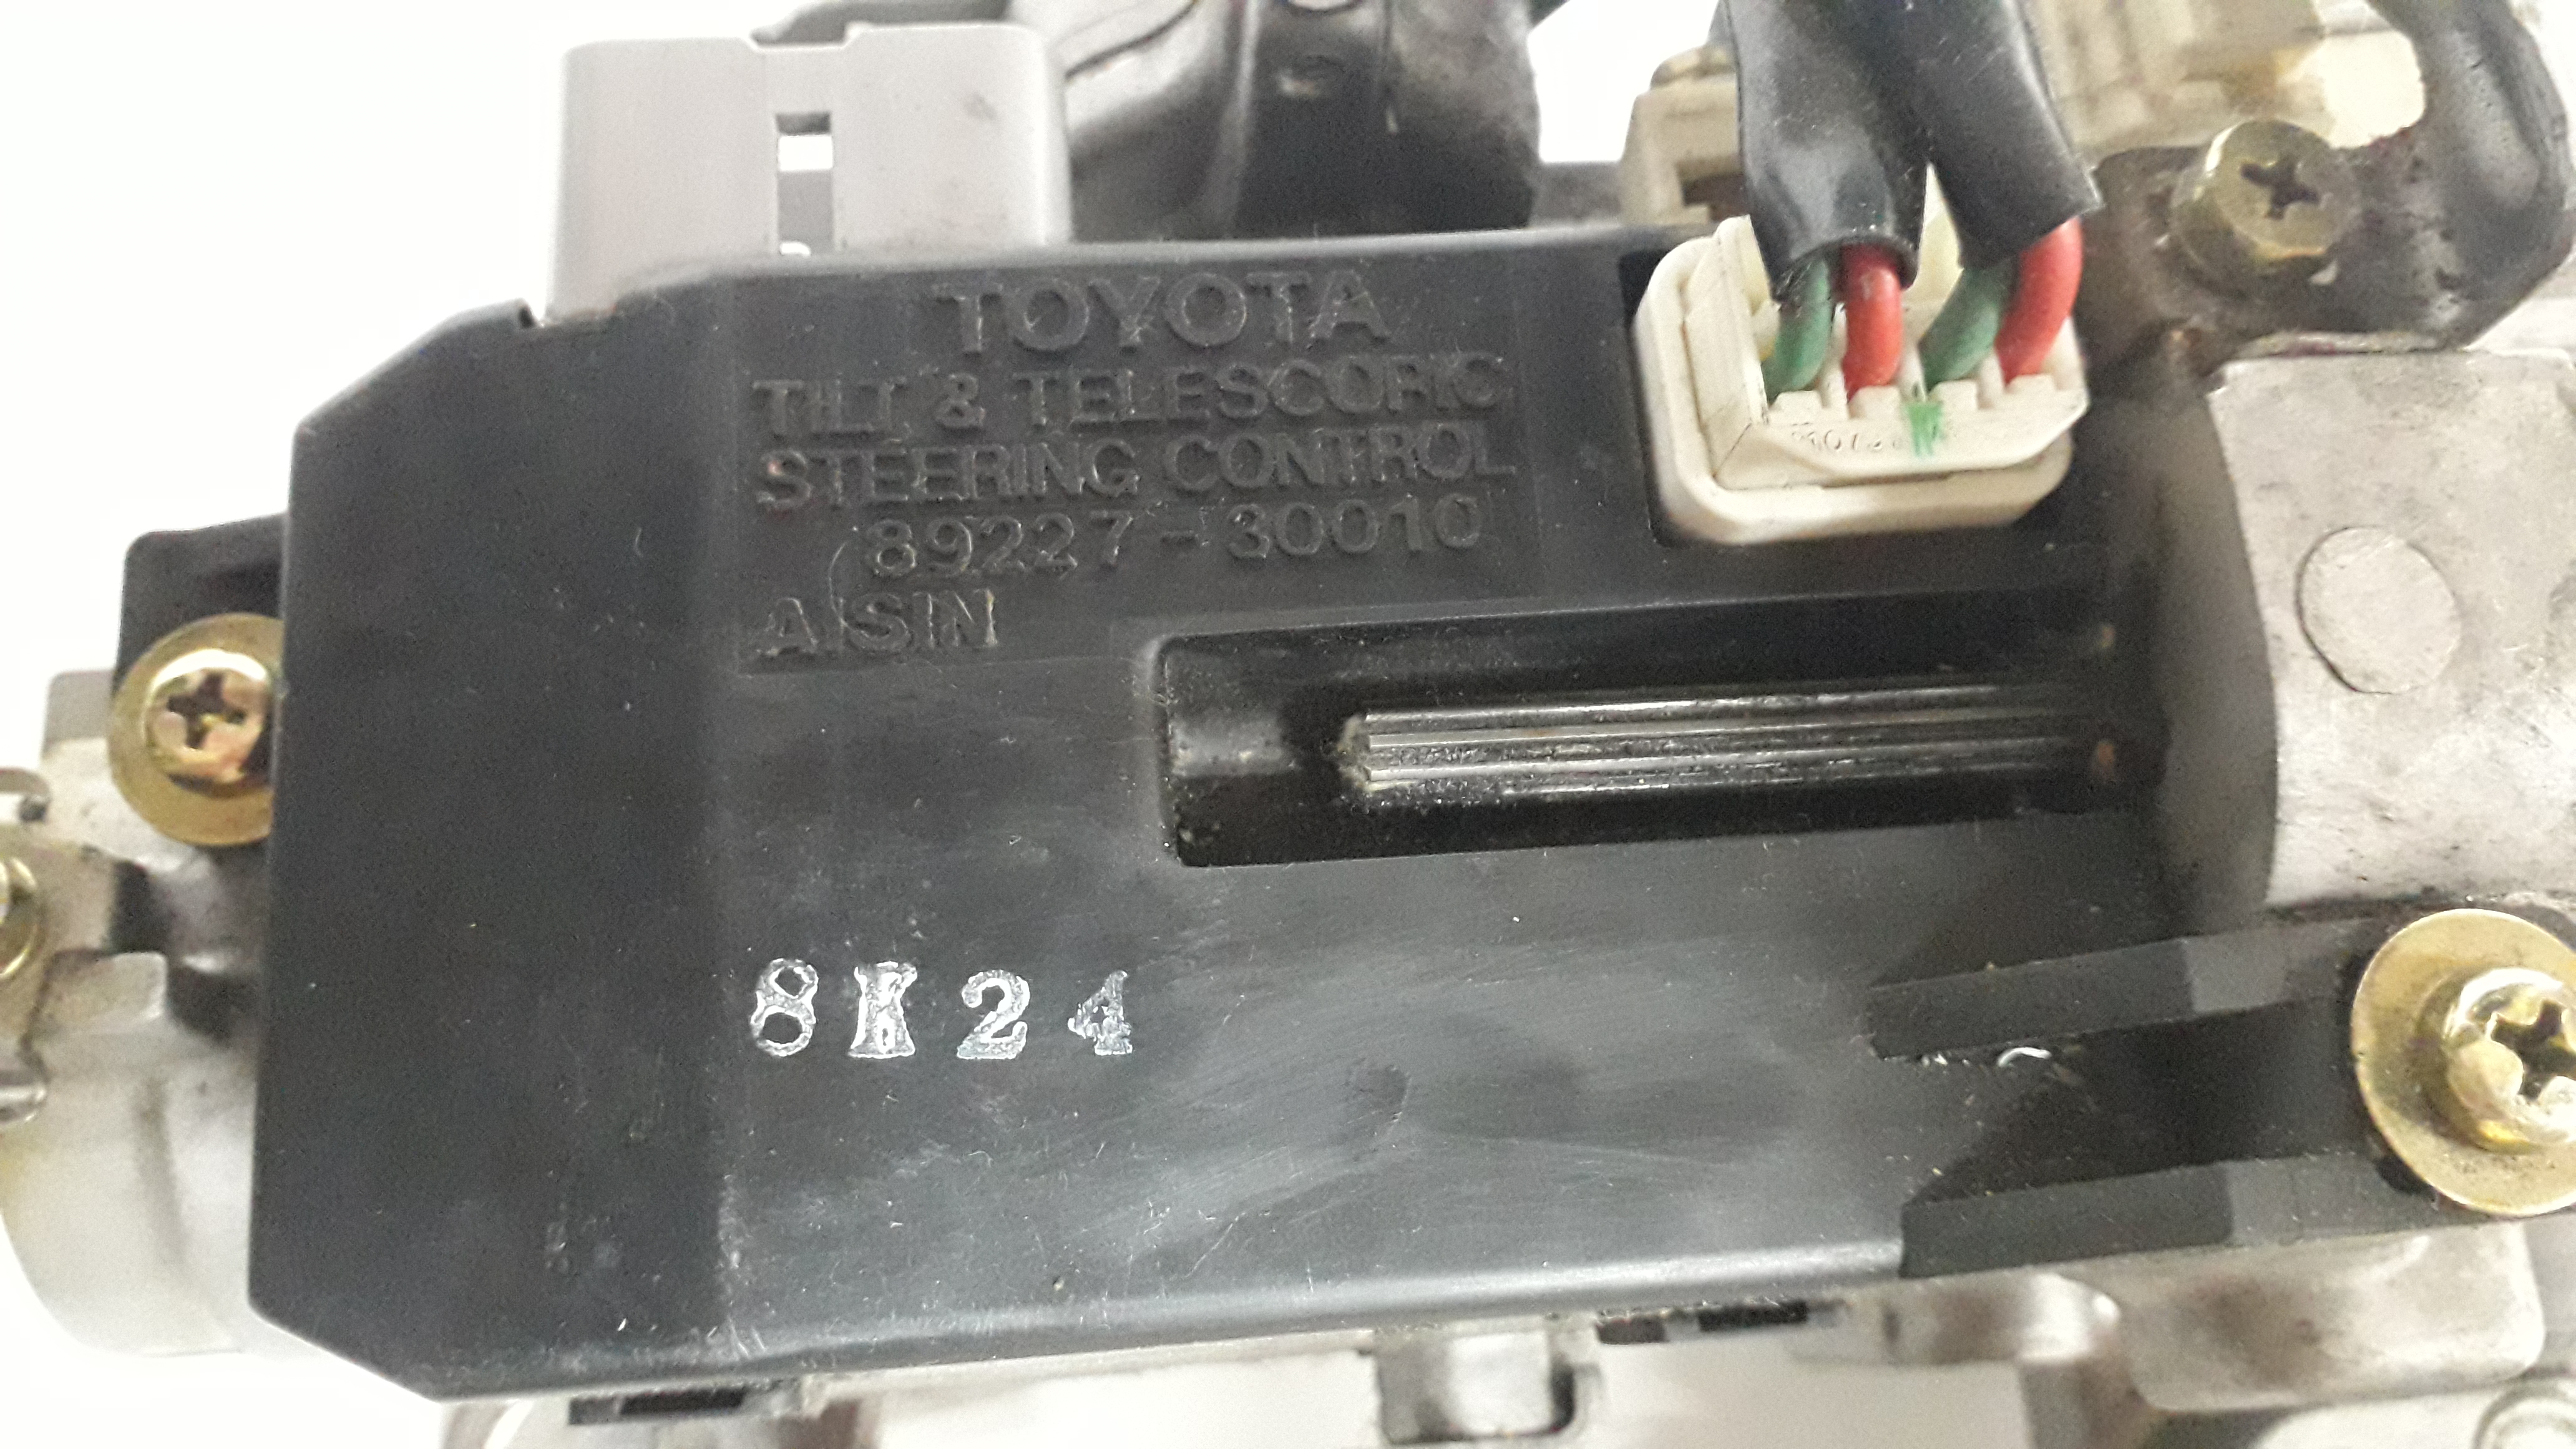 TOYOTA
TILT & TELESCOPIC
STEERING CONTROL
89227-30010
AISIN
8K24